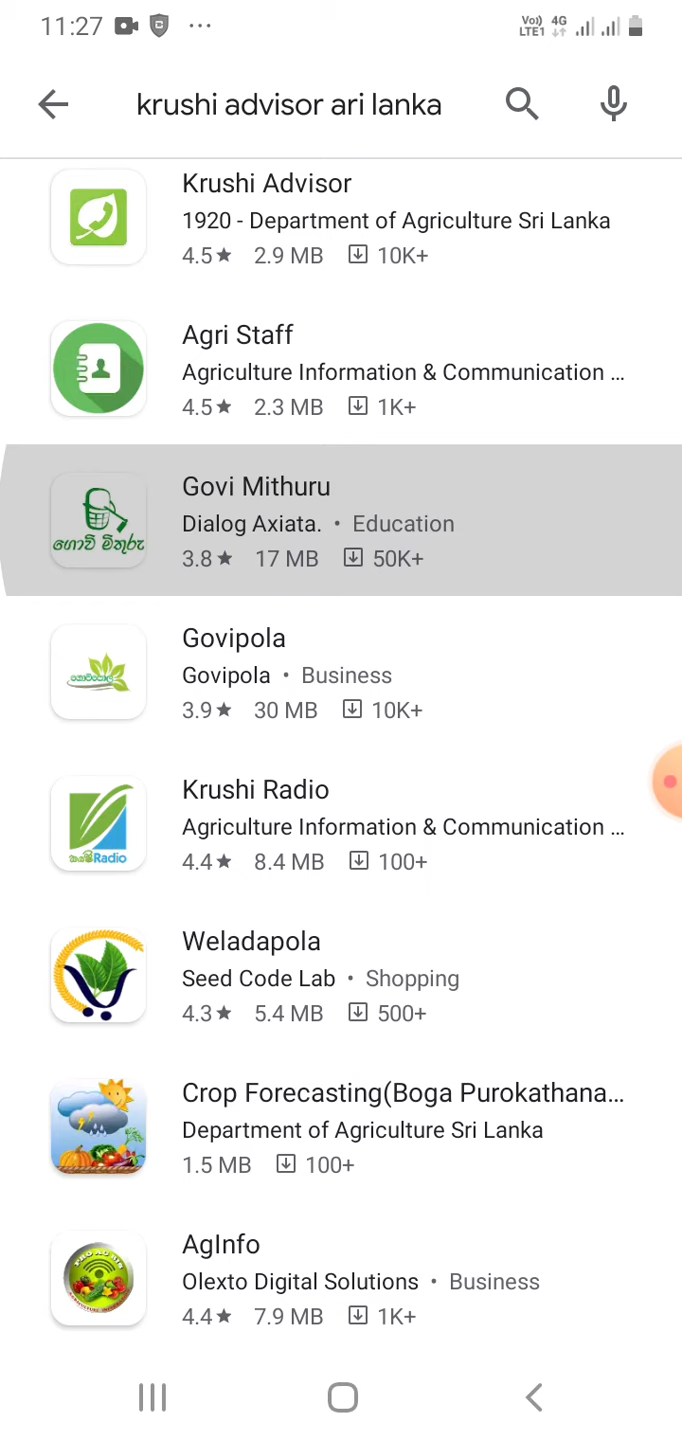 11:27 ··· Vo)) LTE1 4G
krushi advisor ari lanka
Krushi Advisor
1920 - Department of Agriculture Sri Lanka
4.5★ 2.9 MB 10K+
Agri Staff
Agriculture Information & Communication ...
4.5★ 2.3 MB 1K+
ගොවි මිතුරු
Govi Mithuru
Dialog Axiata. • Education
3.8★ 17 MB 50K+
Govipola
Govipola • Business
3.9★ 30 MB 10K+
Krushi Radio
Agriculture Information & Communication ...
4.4★ 8.4 MB 100+
Radio
Weladapola
Seed Code Lab • Shopping
4.3★ 5.4 MB 500+
Crop Forecasting(Boga Purokathana...
Department of Agriculture Sri Lanka
1.5 MB 100+
AgInfo
Olexto Digital Solutions • Business
4.4★ 7.9 MB 1K+